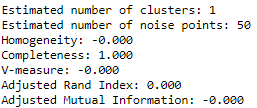 Estimated number of clusters: 1
Estimated number of noise points: 50
Homogeneity: -0.000
Completeness: 1.000
V-measure: -0.000
Adjusted Rand Index: 0.000
Adjusted Mutual Information: -0.000